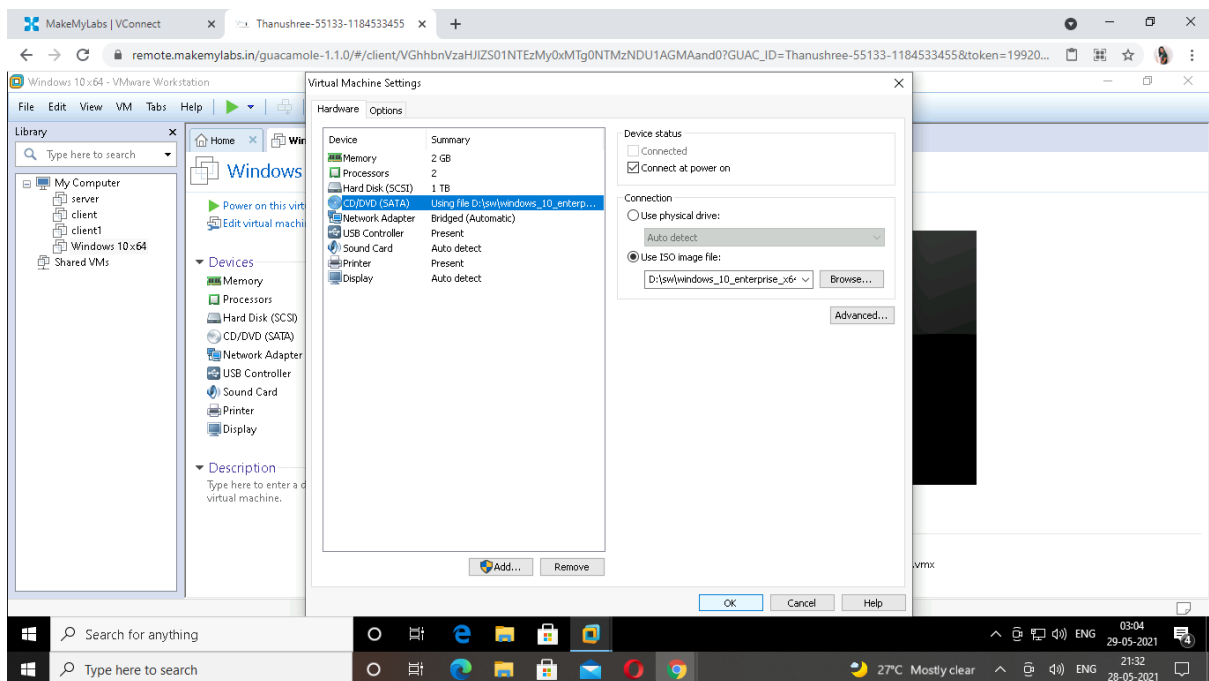 MakeMyLabs | VConnect
Thanushree-55133-1184533455
remote.makemylabs.in/guacamole-1.1.0/#/client/VGhhbnVzaHJlZS01NTEzMy0xMTg0NTMzNDU1AGMAand0?GUAC_ID=Thanushree-55133-1184533455&token=19920...
Windows 10 x64 - VMware Workstation
File Edit View VM Tabs Help
Library
Type here to search
My Computer
server
client
client1
Windows 10 x64
Shared VMs
Home
Win
Windows
Power on this virt
Edit virtual machi
Devices
Memory
Processors
Hard Disk (SCSI)
CD/DVD (SATA)
Network Adapter
USB Controller
Sound Card
Printer
Display
Description
Type here to enter a d
virtual machine.
Virtual Machine Settings
Hardware Options
Device Summary
Memory 2 GB
Processors 2
Hard Disk (SCSI) 1 TB
CD/DVD (SATA) Using file D:\sw\windows_10_enterp...
Network Adapter Bridged (Automatic)
USB Controller Present
Sound Card Auto detect
Printer Present
Display Auto detect
Add... Remove
Device status
Connected
Connect at power on
Connection
Use physical drive:
Auto detect
Use ISO image file:
D:\sw\windows_10_enterprise_x64 Browse...
Advanced...
OK Cancel Help
.vmx
Search for anything
ENG
03:04
29-05-2021
4
Type here to search
27°C Mostly clear
ENG
21:32
28-05-2021